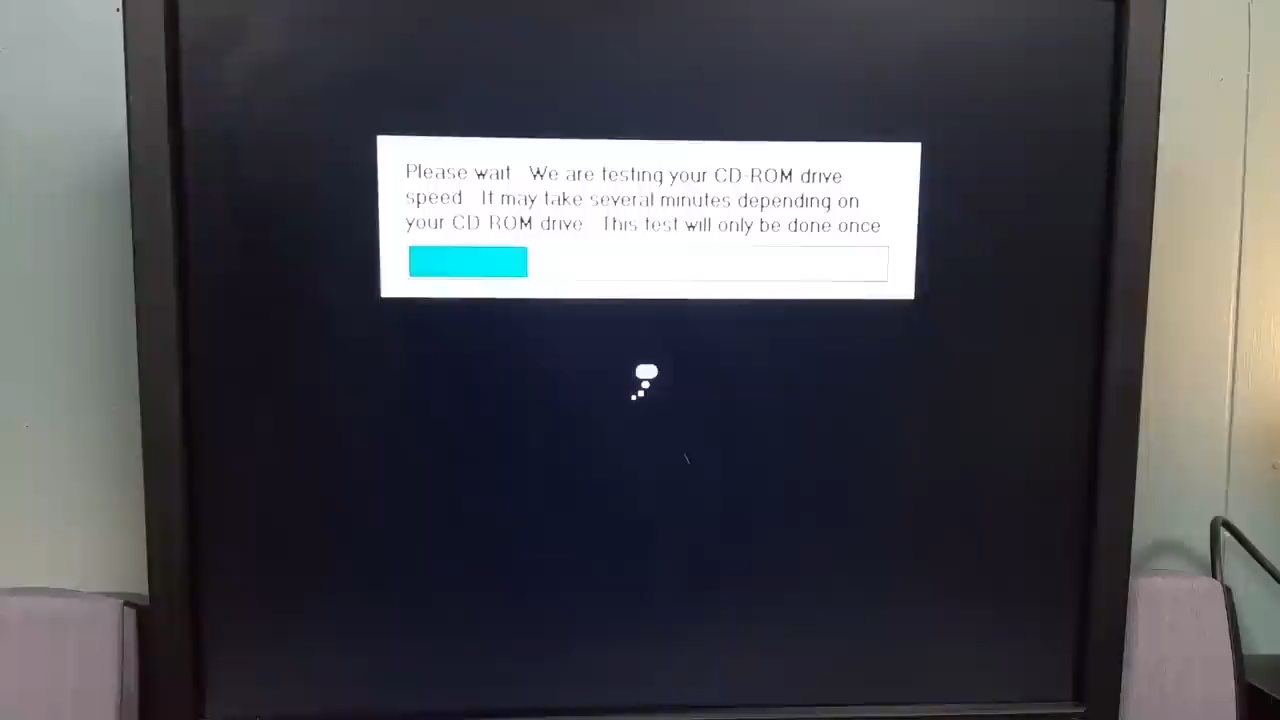 Please wait. We are testing your CD-ROM drive
speed. It may take several minutes depending on
your CD-ROM drive. This test will only be done once.